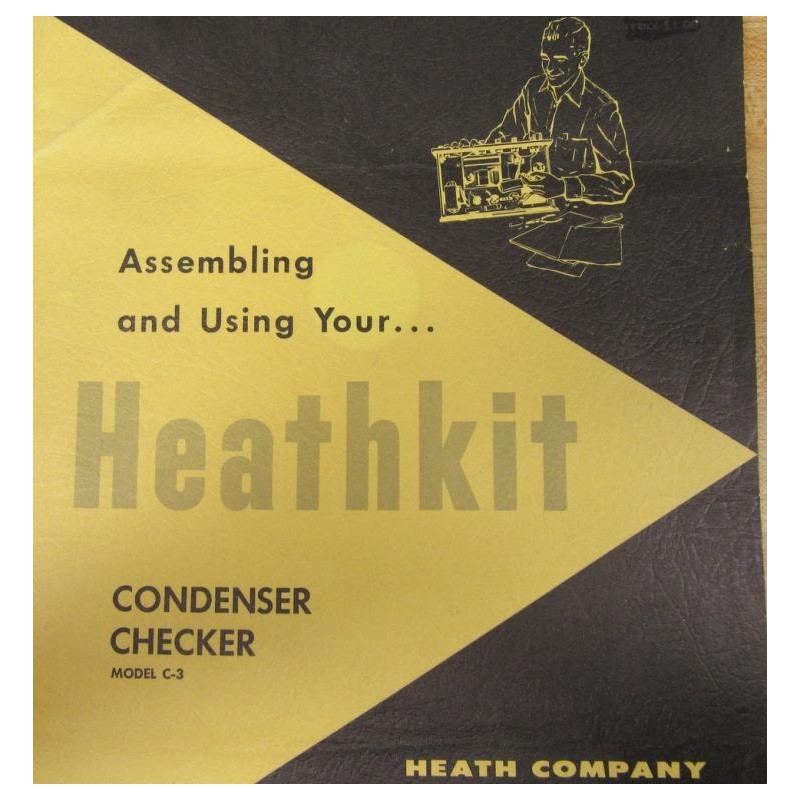 Assembling
and Using Your...
Heathkit
CONDENSER
CHECKER
MODEL C-3
HEATH COMPANY